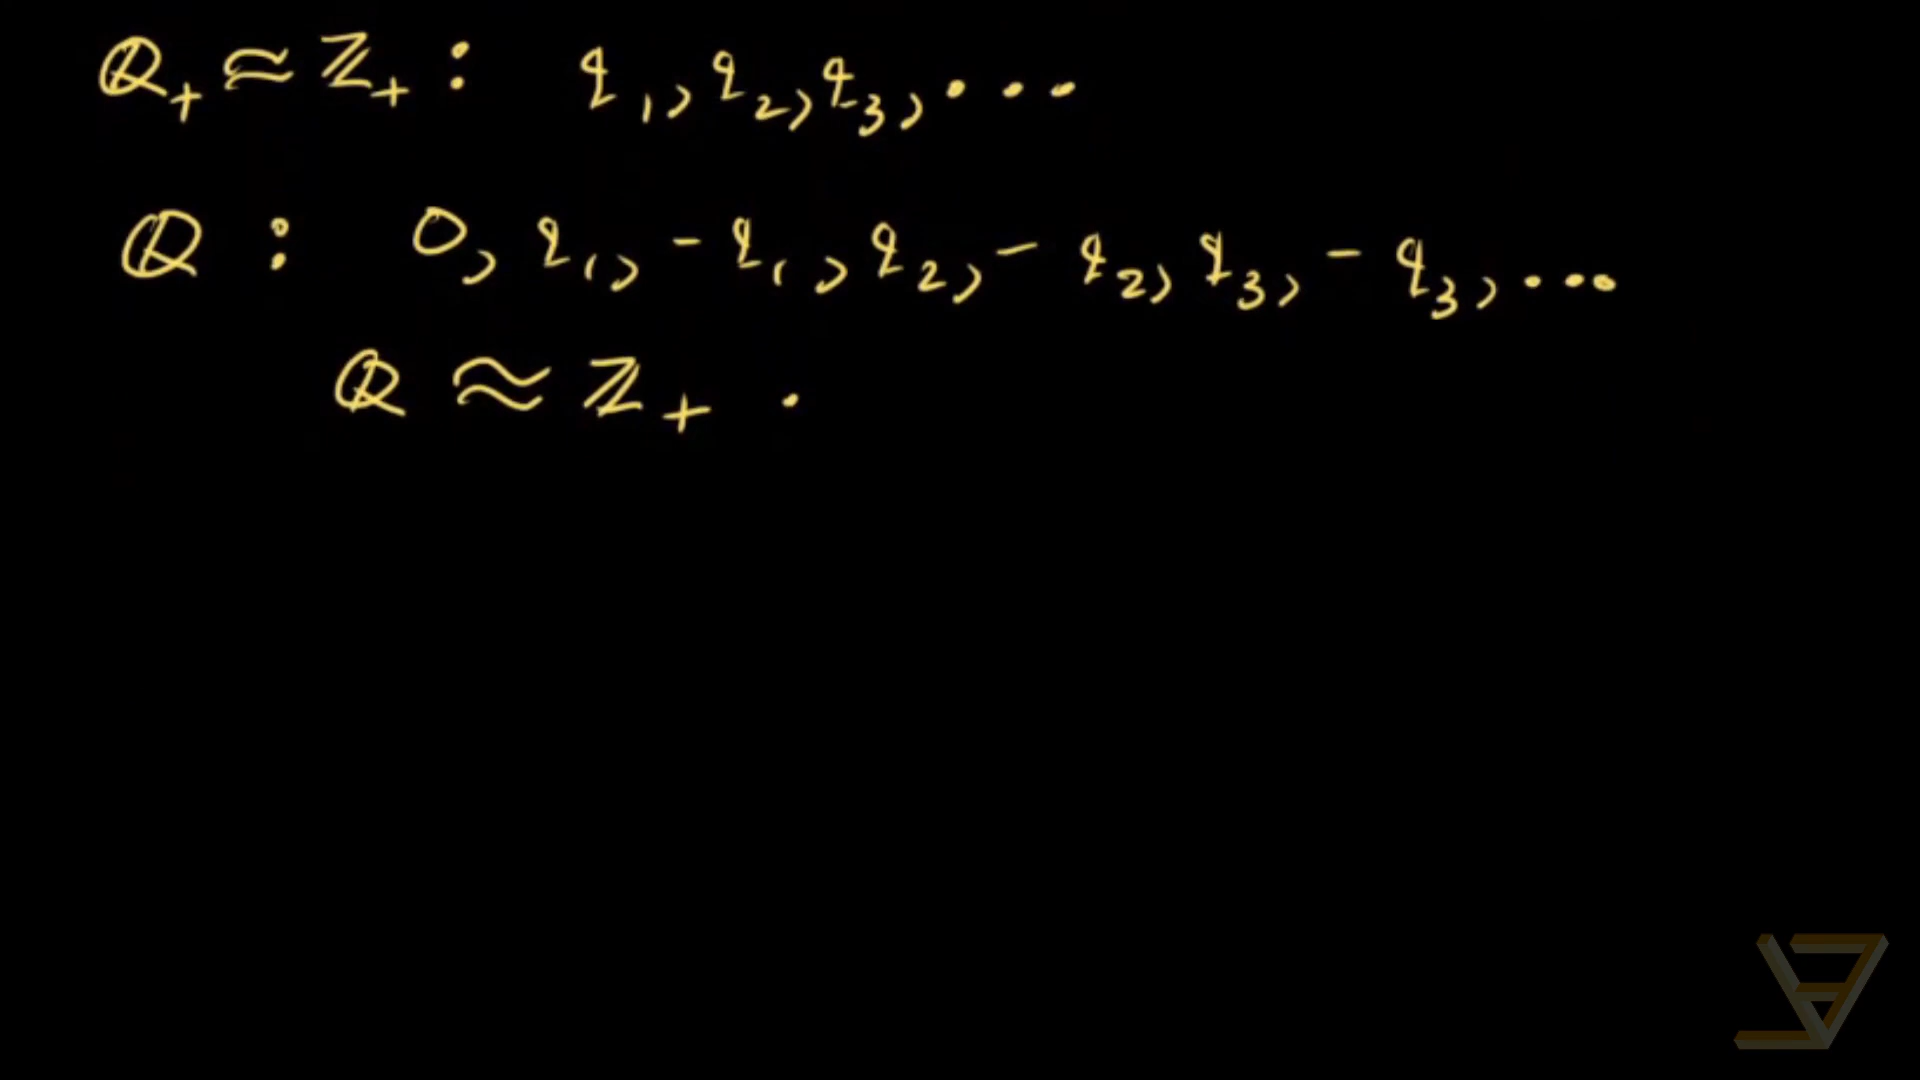 ℚ₊ ≈ ℤ₊ : q₁, q₂, q₃, ...
ℚ : 0, q₁, -q₁, q₂, -q₂, q₃, -q₃, ...
ℚ ≈ ℤ₊ .